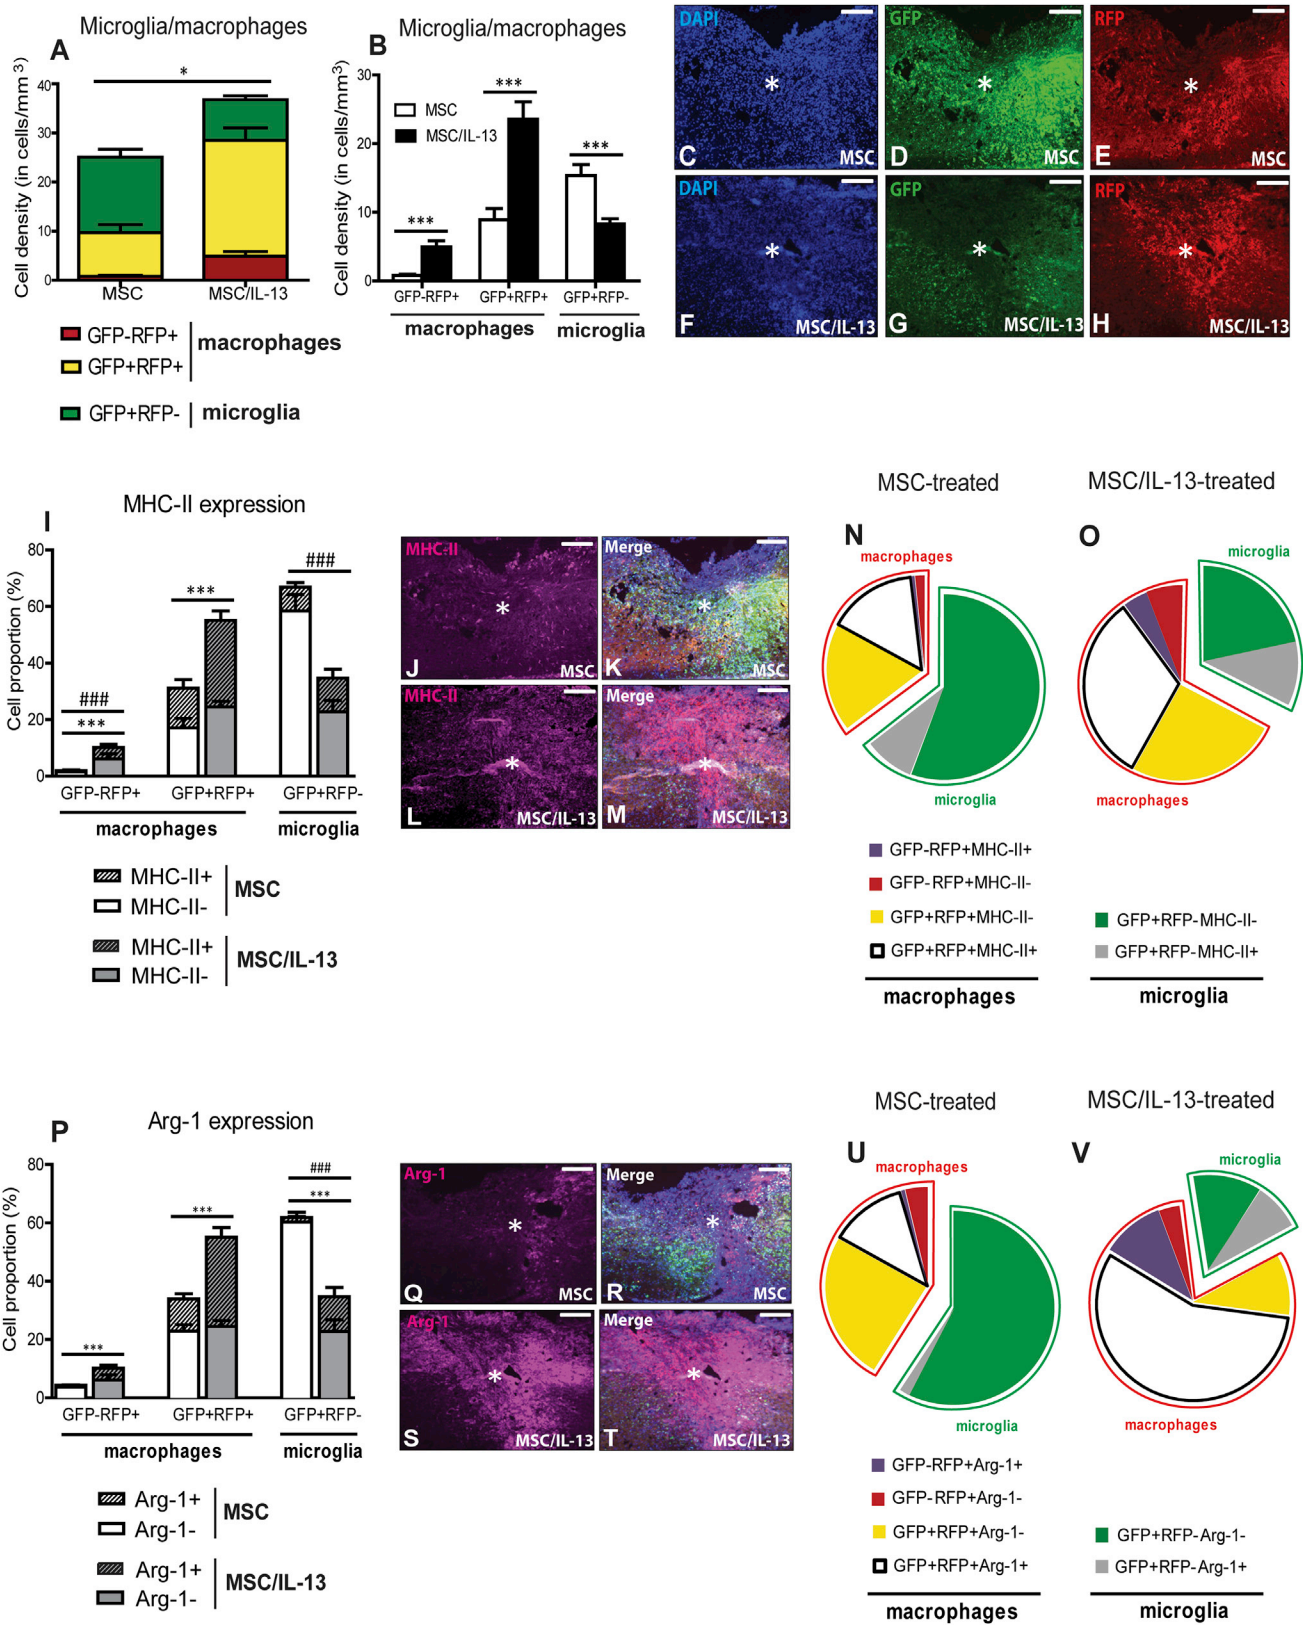 A
Microglia/macrophages
Cell density (in cells/mm³)
40
30
20
10
0
*
MSC
MSC/IL-13
GFP-RFP+
GFP+RFP+
macrophages
GFP+RFP-
microglia
B
Microglia/macrophages
Cell density (in cells/mm³)
30
20
10
0
MSC
MSC/IL-13
***
***
***
GFP-RFP+
GFP+RFP+
GFP+RFP-
macrophages
microglia
DAPI
*
C
MSC
GFP
*
D
MSC
RFP
*
E
MSC
DAPI
*
F
MSC/IL-13
GFP
*
G
MSC/IL-13
RFP
*
H
MSC/IL-13
I
MHC-II expression
Cell proportion (%)
80
60
40
20
0
###
***
***
###
GFP-RFP+
GFP+RFP+
GFP+RFP-
macrophages
microglia
MHC-II+
MHC-II-
MSC
MHC-II+
MHC-II-
MSC/IL-13
MHC-II
*
J
MSC
Merge
*
K
MSC
MHC-II
*
L
MSC/IL-13
Merge
*
M
MSC/IL-13
MSC-treated
N
macrophages
microglia
MSC/IL-13-treated
O
microglia
macrophages
GFP-RFP+MHC-II+
GFP-RFP+MHC-II-
GFP+RFP+MHC-II-
GFP+RFP+MHC-II+
macrophages
GFP+RFP-MHC-II-
GFP+RFP-MHC-II+
microglia
P
Arg-1 expression
Cell proportion (%)
80
60
40
20
0
***
***
###
***
GFP-RFP+
GFP+RFP+
GFP+RFP-
macrophages
microglia
Arg-1+
Arg-1-
MSC
Arg-1+
Arg-1-
MSC/IL-13
Arg-1
*
Q
MSC
Merge
*
R
MSC
Arg-1
*
S
MSC/IL-13
Merge
*
T
MSC/IL-13
MSC-treated
U
macrophages
microglia
MSC/IL-13-treated
V
microglia
macrophages
GFP-RFP+Arg-1+
GFP-RFP+Arg-1-
GFP+RFP+Arg-1-
GFP+RFP+Arg-1+
macrophages
GFP+RFP-Arg-1-
GFP+RFP-Arg-1+
microglia